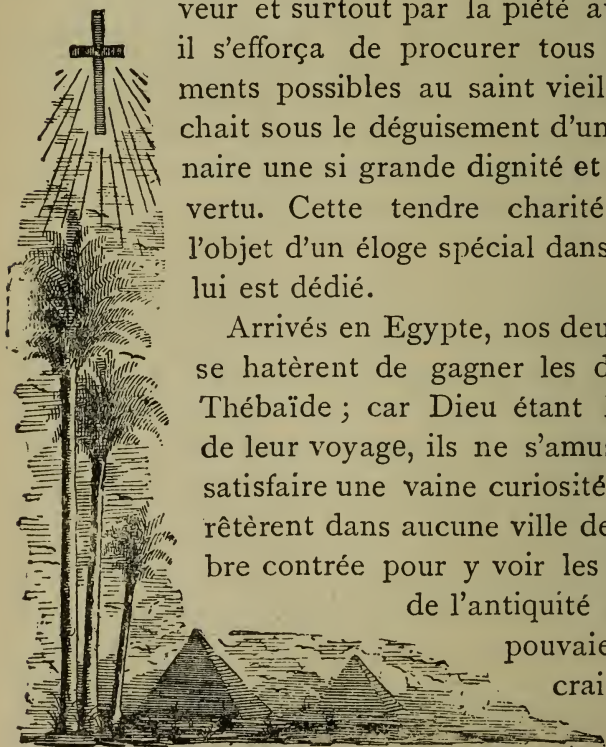 veur et surtout par la piété a
il s'efforça de procurer tous
ments possibles au saint vieil
chait sous le déguisement d'un
naire une si grande dignité et
vertu. Cette tendre charité
l'objet d'un éloge spécial dans
lui est dédié.
Arrivés en Egypte, nos deu
se hatèrent de gagner les d
Thébaïde ; car Dieu étant
de leur voyage, ils ne s'amu
satisfaire une vaine curiosité
rêtèrent dans aucune ville de
bre contrée pour y voir les
de l'antiquité
pouvaie
crai